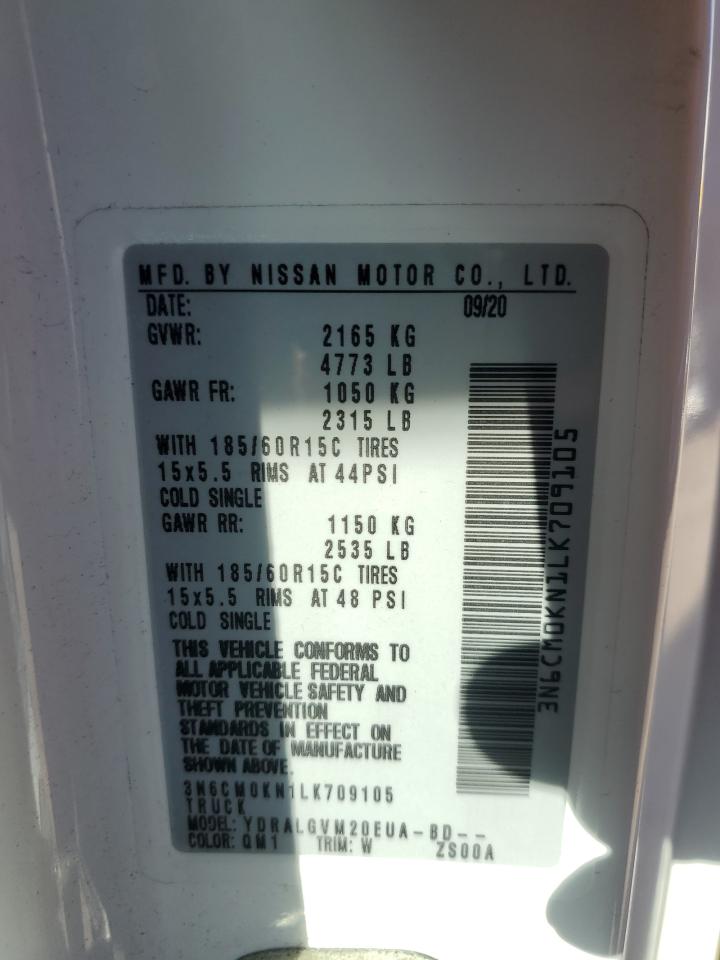 MFD. BY NISSAN MOTOR CO., LTD.
DATE: 09/20
GVWR: 2165 KG
4773 LB
GAWR FR: 1050 KG
2315 LB
WITH 185/60R15C TIRES
15x5.5 RIMS AT 44PSI
COLD SINGLE
GAWR RR: 1150 KG
2535 LB
WITH 185/60R15C TIRES
15x5.5 RIMS AT 48 PSI
COLD SINGLE
THIS VEHICLE CONFORMS TO
ALL APPLICABLE FEDERAL
MOTOR VEHICLE SAFETY AND
THEFT PREVENTION
STANDARDS IN EFFECT ON
THE DATE OF MANUFACTURE
SHOWN ABOVE.
3N6CM0KN1LK709105
TRUCK
MODEL: YDRALGVM20EUA-BD--
COLOR: QM1 TRIM: W ZS00A
3N6CM0KN1LK709105